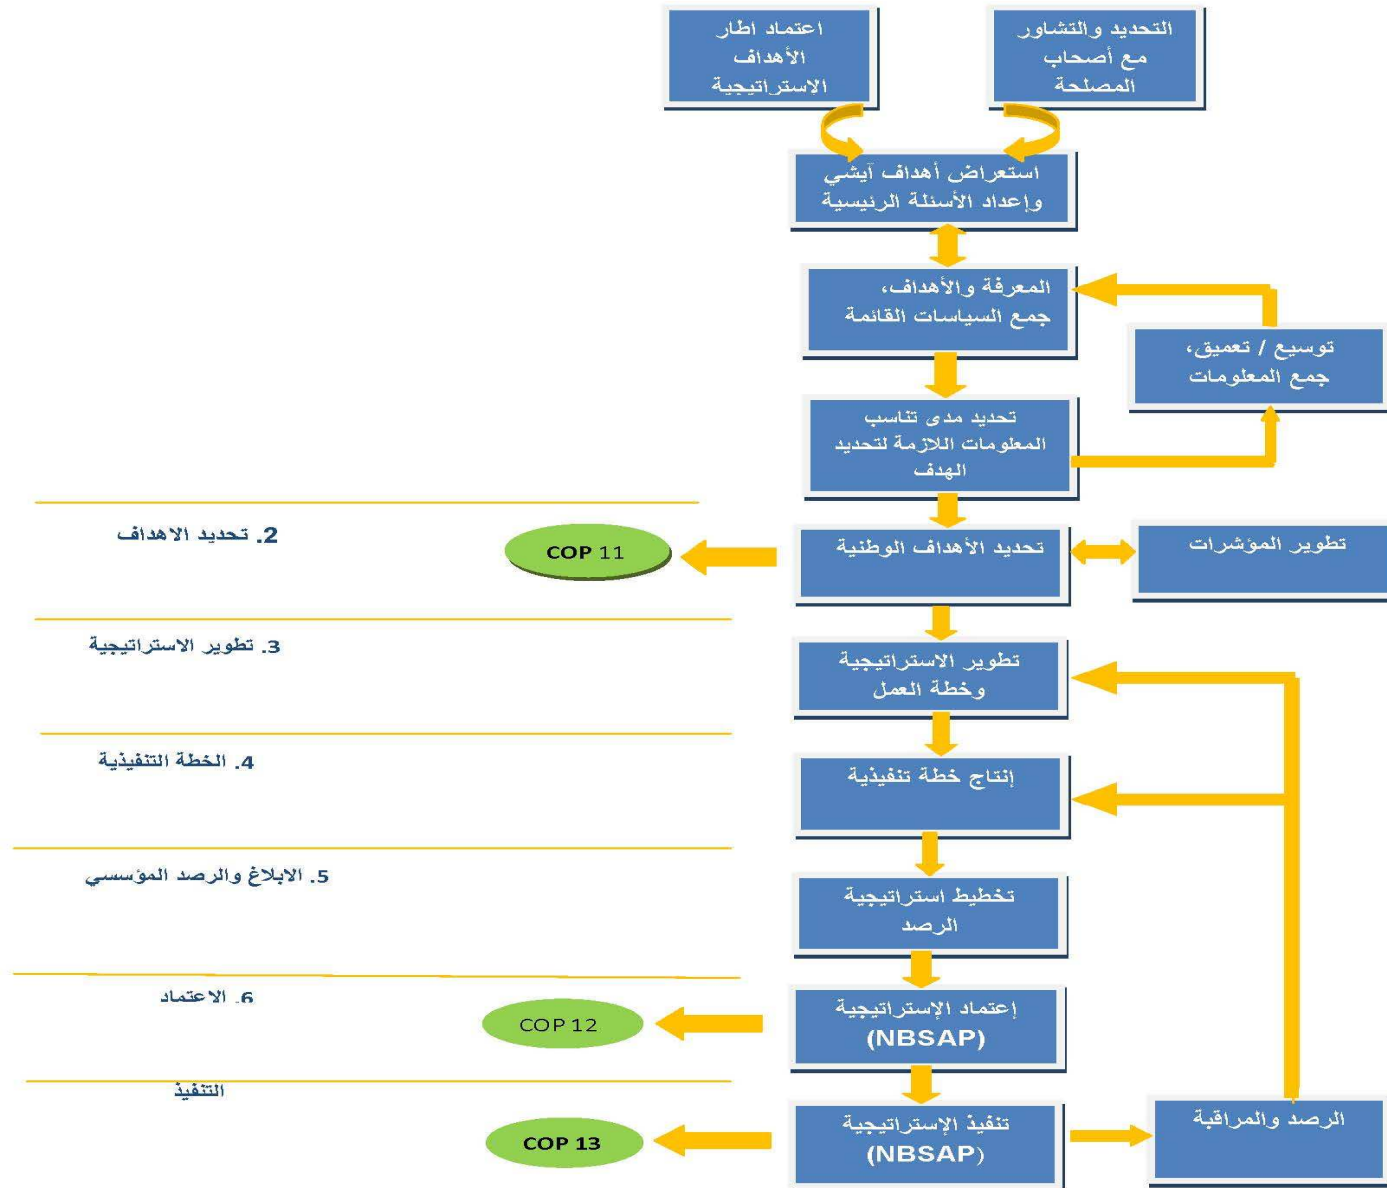 التحديد والتشاور
مع أصحاب
المصلحة
اعتماد اطار
الأهداف
الاستراتيجية
استعراض أهداف آيشي
وإعداد الأسئلة الرئيسية
المعرفة والأهداف،
جمع السياسات القائمة
توسيع / تعميق،
جمع المعلومات
تحديد مدى تناسب
المعلومات اللازمة لتحديد
الهدف
2. تحديد الاهداف
تطوير المؤشرات
تحديد الأهداف الوطنية
COP 11
3. تطوير الاستراتيجية
تطوير الاستراتيجية
وخطة العمل
4. الخطة التنفيذية
إنتاج خطة تنفيذية
5. الابلاغ والرصد المؤسسي
تخطيط استراتيجية
الرصد
6. الاعتماد
إعتماد الإستراتيجية
(NBSAP)
COP 12
التنفيذ
الرصد والمراقبة
تنفيذ الإستراتيجية
(NBSAP)
COP 13